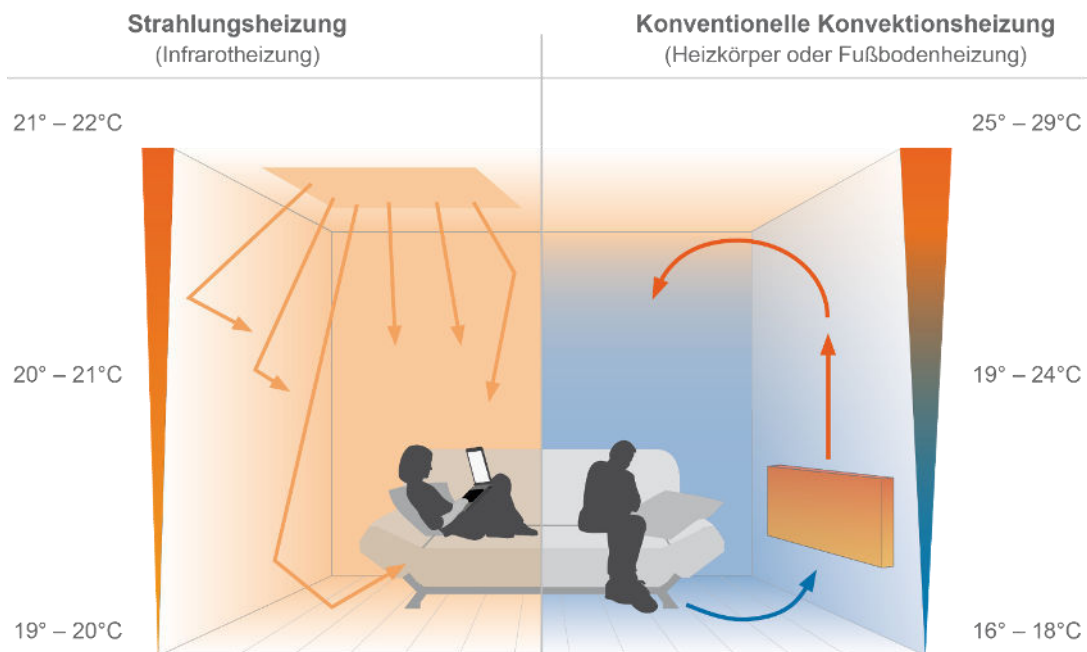 Strahlungsheizung
(Infrarotheizung)
Konventionelle Konvektionsheizung
(Heizkörper oder Fußbodenheizung)
21° – 22°C
25° – 29°C
20° – 21°C
19° – 24°C
19° – 20°C
16° – 18°C